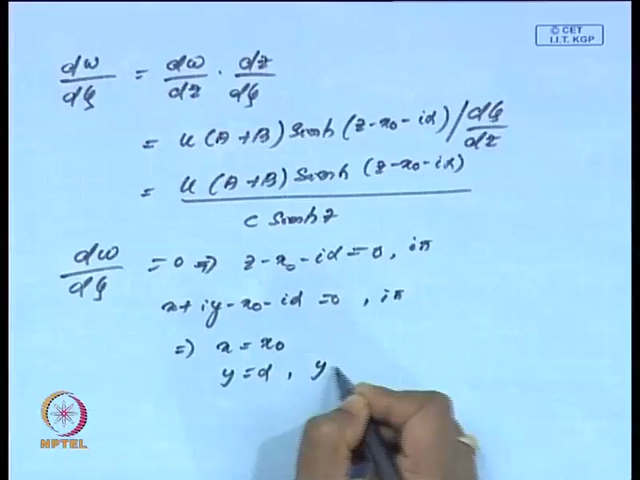 © CET
I.I.T. KGP
dw/dζ = dw/dz · dz/dζ
= U (A+B) Sinh (z-x₀-iα) / dζ/dz
= U (A+B) Sinh (z-x₀-iα) / c Sinh z
dw/dζ = 0 ⇒ z-x₀-iα = 0, iπ
x+iy-x₀-iα = 0, iπ
⇒ x = x₀
y = α, y
NPTEL